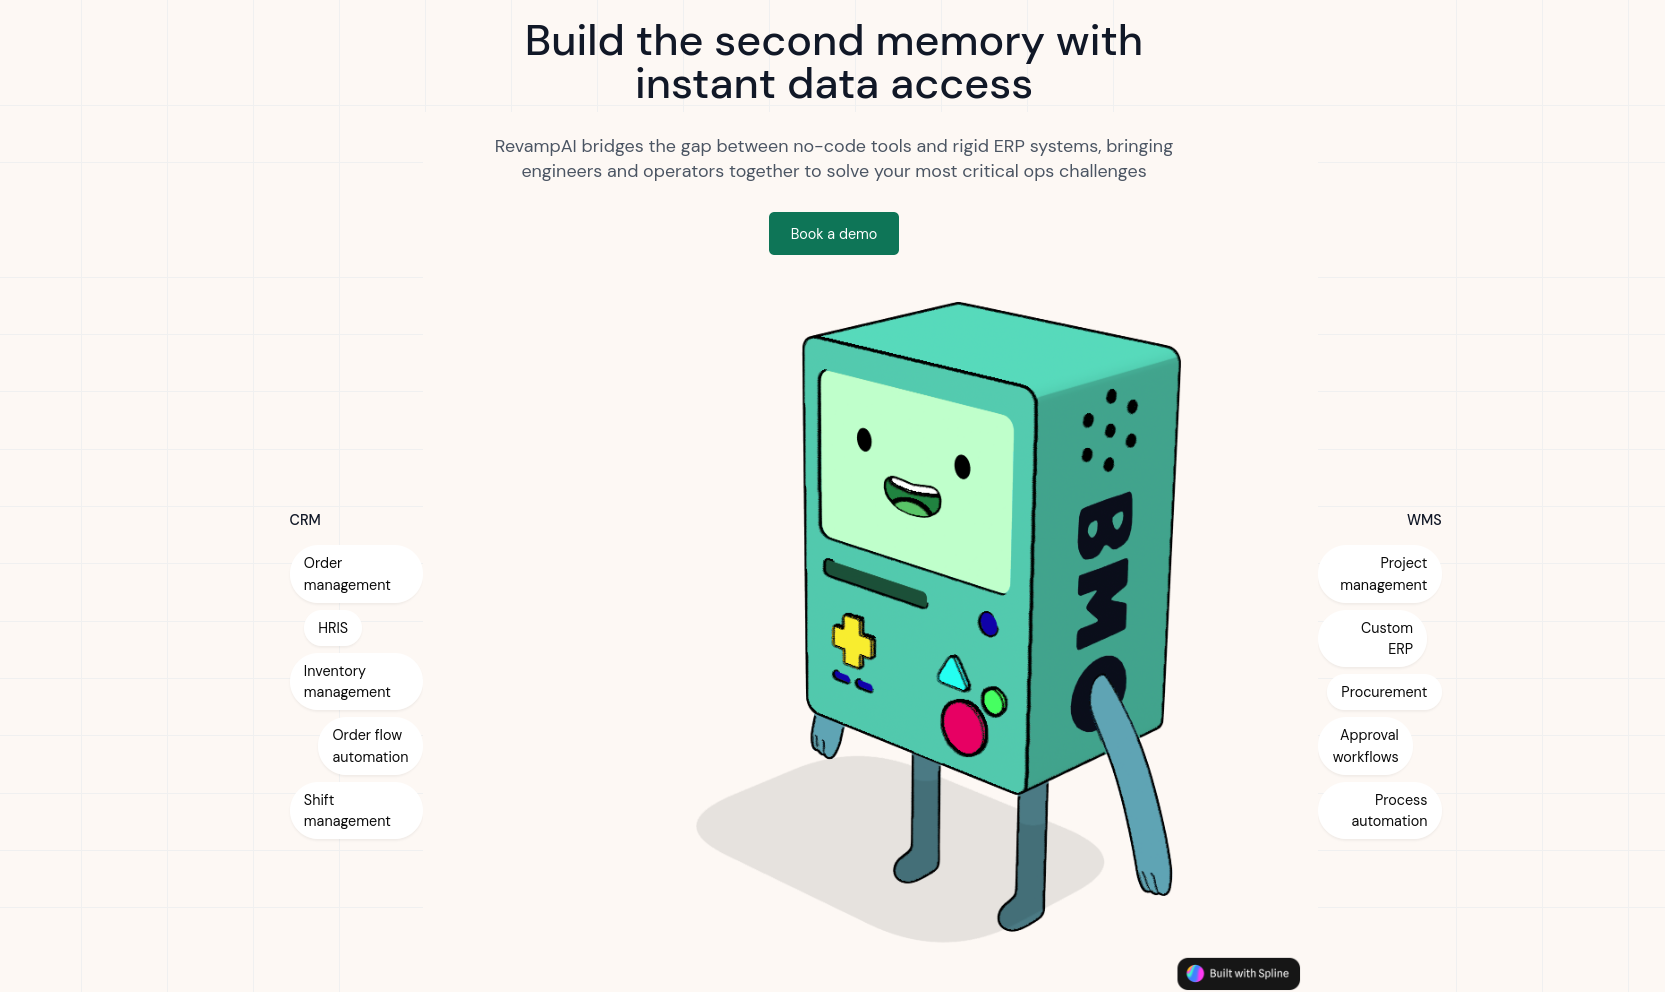 Build the second memory with
instant data access
RevampAI bridges the gap between no-code tools and rigid ERP systems, bringing
engineers and operators together to solve your most critical ops challenges
Book a demo
CRM
Order
management
HRIS
Inventory
management
Order flow
automation
Shift
management
BMO
WMS
Project
management
Custom
ERP
Procurement
Approval
workflows
Process
automation
Built with Spline